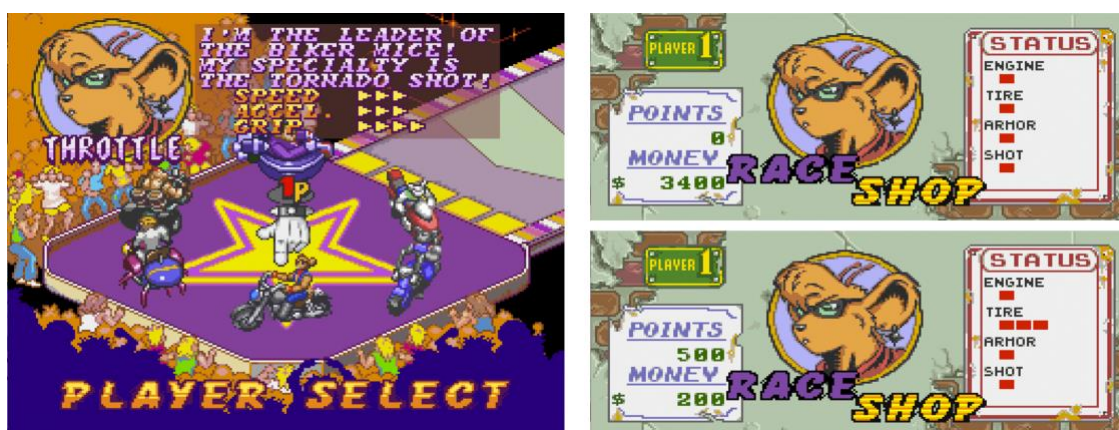 I'M THE LEADER OF
THE BIKER MICE!
MY SPECIALTY IS
THE TORNADO SHOT!
SPEED
ACCEL.
GRIP
THROTTLE
1P
PLAYER SELECT
PLAYER 1
POINTS
0
MONEY
$ 3400
RACE
SHOP
STATUS
ENGINE
TIRE
ARMOR
SHOT
PLAYER 1
POINTS
500
MONEY
$ 200
RACE
SHOP
STATUS
ENGINE
TIRE
ARMOR
SHOT